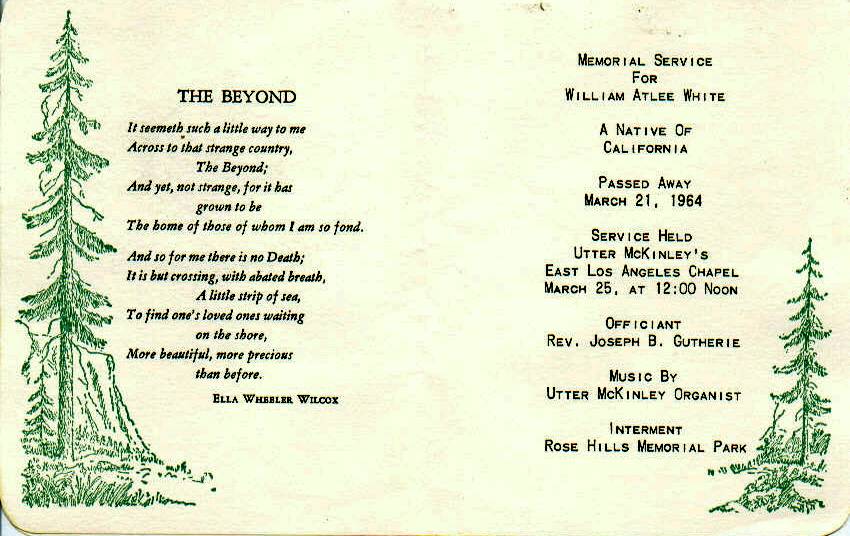 THE BEYOND
It seemeth such a little way to me
Across to that strange country,
The Beyond;
And yet, not strange, for it has
grown to be
The home of those of whom I am so fond.
And so for me there is no Death;
It is but crossing, with abated breath,
A little strip of sea,
To find one's loved ones waiting
on the shore,
More beautiful, more precious
than before.
ELLA WHEELER WILCOX
MEMORIAL SERVICE
FOR
WILLIAM ATLEE WHITE
A NATIVE OF
CALIFORNIA
PASSED AWAY
MARCH 21, 1964
SERVICE HELD
UTTER MCKINLEY'S
EAST LOS ANGELES CHAPEL
MARCH 25, AT 12:00 NOON
OFFICIANT
REV. JOSEPH B. GUTHERIE
MUSIC BY
UTTER MCKINLEY ORGANIST
INTERMENT
ROSE HILLS MEMORIAL PARK